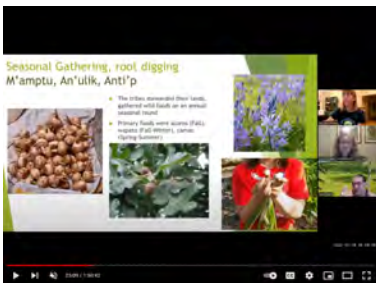 Seasonal Gathering, root digging
M'amptu, An'ulik, Anti'p
The tribes stewarded their lands,
gathered wild foods on an annual
seasonal round
Primary foods were acorns (Fall),
wapato (Fall-Winter), camas
(Spring-Summer)